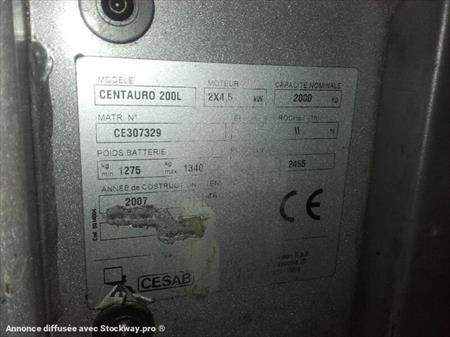 MODELE MOTEUR CAPACITE NOMINALE
CENTAURO 200L 2X4,5 kW 2000 kg
MATR. N°
CE307329 \\ N
POIDS BATTERIE
kg min 1275 kg max 1340 2455
ANNEE DE COSTRUCTION
2007
CE
CESAB
Annonce diffusée avec Stockway.pro ®